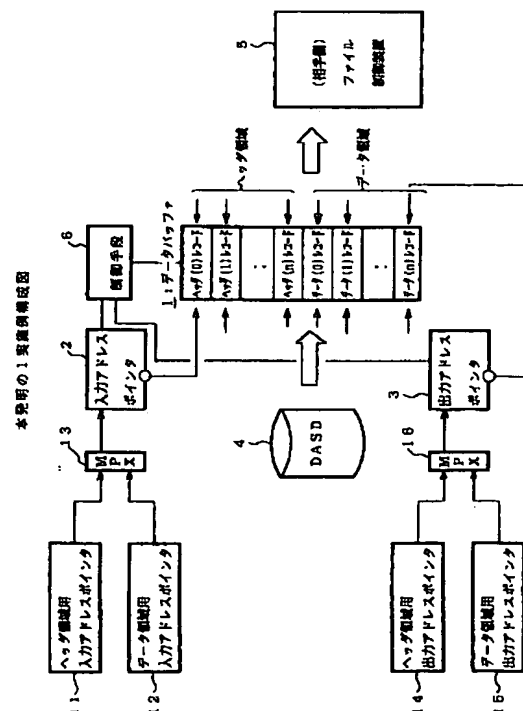 本発明の1実施例構成図
11
ヘッダ領域用
入力アドレスポインタ
12
データ領域用
入力アドレスポインタ
13
MPX
2
入力アドレス
ポインタ
6
制御手段
1:データバッファ
ヘッダ(0)レコード
ヘッダ(1)レコード
:
ヘッダ(n)レコード
データ(0)レコード
データ(1)レコード
:
データ(n)レコード
ヘッダ領域
データ領域
4
DASD
5
(相手側)
ファイル
制御装置
14
ヘッダ領域用
出力アドレスポインタ
15
データ領域用
出力アドレスポインタ
16
MPX
3
出力アドレス
ポインタ